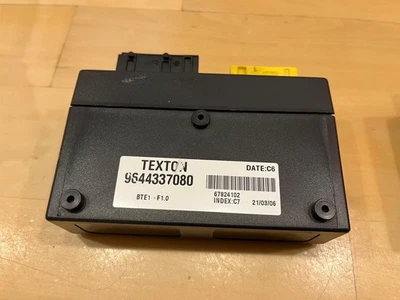 TEXTON
9644337080
BTE1 -F1.0
DATE:C6
67824102
INDEX:C7 21/03/06